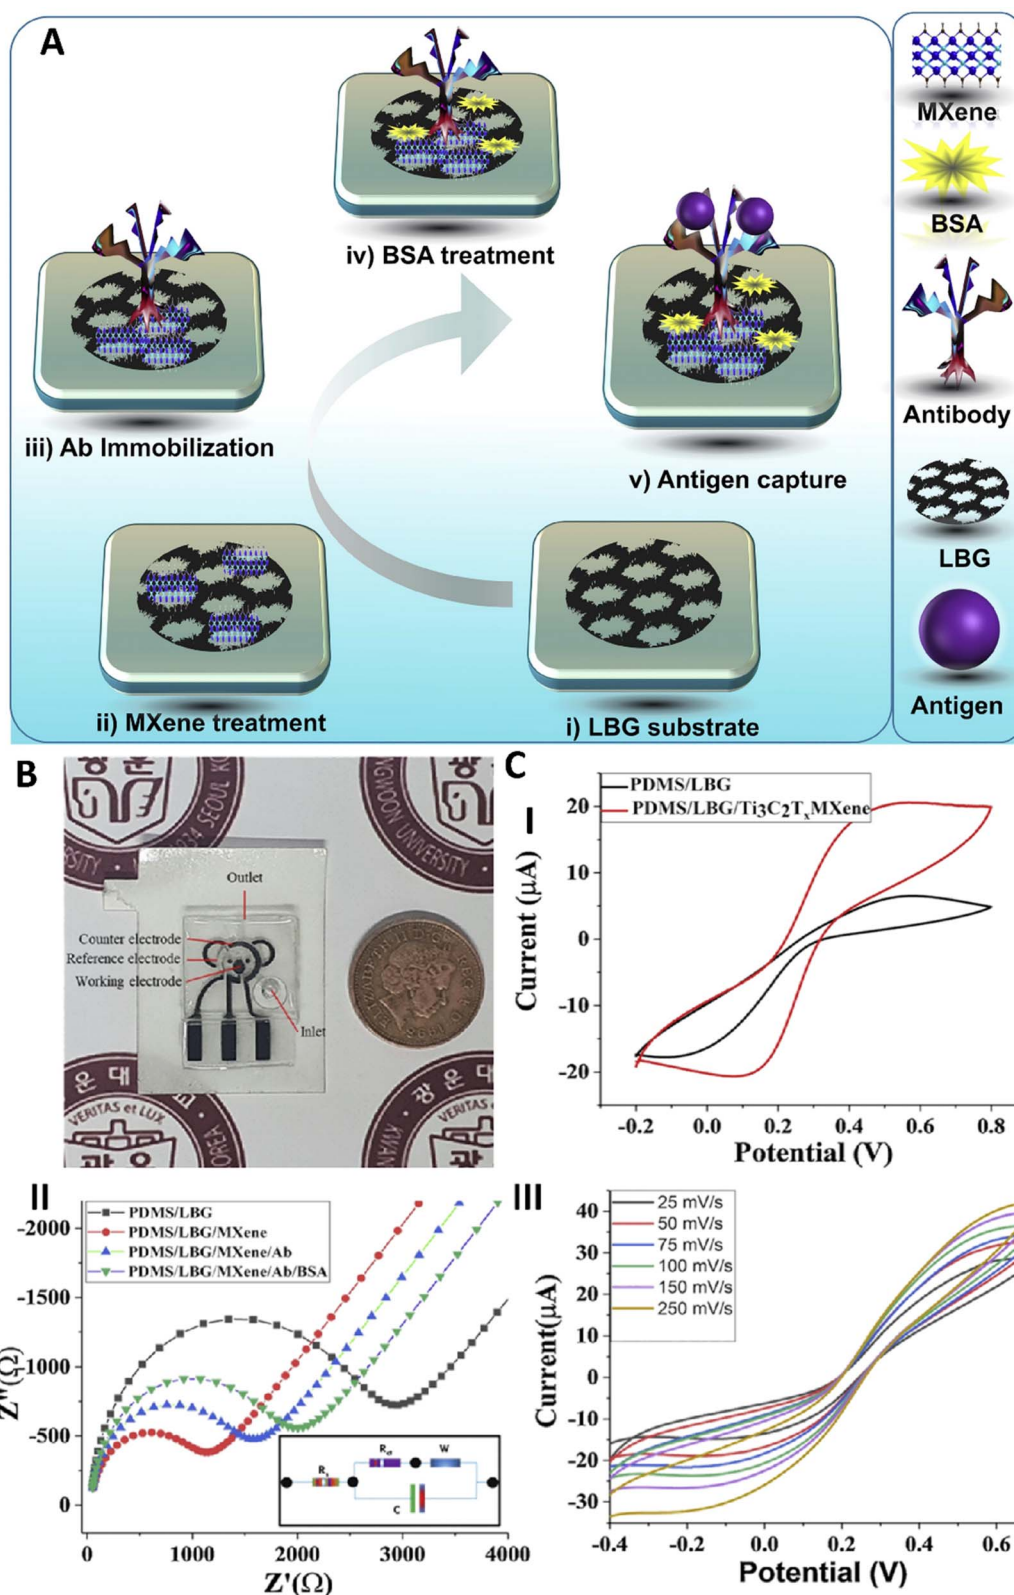 A
iv) BSA treatment
iii) Ab Immobilization
v) Antigen capture
ii) MXene treatment
i) LBG substrate
MXene
BSA
Antibody
LBG
Antigen
B
Outlet
Counter electrode
Reference electrode
Working electrode
Inlet
VERITAS et LUX
C
I
PDMS/LBG
PDMS/LBG/Ti3C2TxMXene
Current (μA)
20
10
0
-10
-20
-0.2 0.0 0.2 0.4 0.6 0.8
Potential (V)
II
PDMS/LBG
PDMS/LBG/MXene
PDMS/LBG/MXene/Ab
PDMS/LBG/MXene/Ab/BSA
Z''(Ω)
-2000
-1500
-1000
-500
0
Rs
Rct
W
C
0 1000 2000 3000 4000
Z'(Ω)
III
25 mV/s
50 mV/s
75 mV/s
100 mV/s
150 mV/s
250 mV/s
Current(μA)
40
30
20
10
0
-10
-20
-30
-0.4 -0.2 0.0 0.2 0.4 0.6
Potential (V)